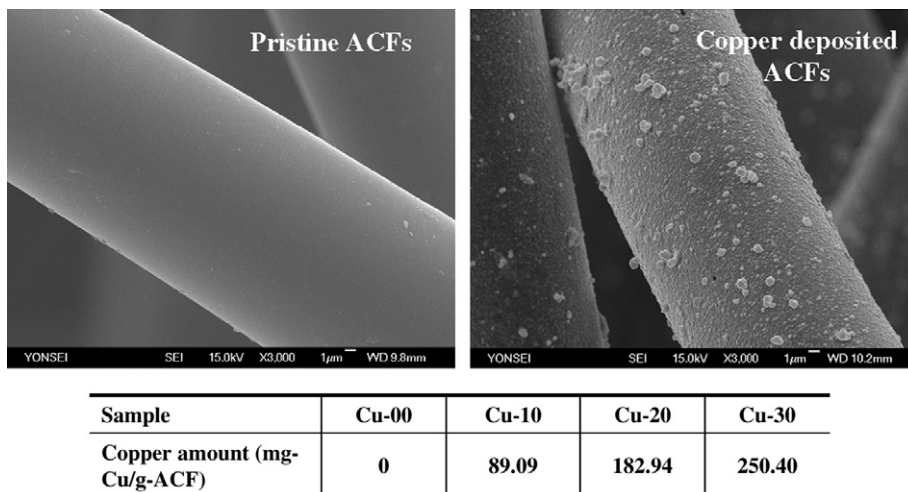 Pristine ACFs
Copper deposited
ACFs
YONSEI SEI 15.0kV X3,000 1μm WD 9.8mm
YONSEI SEI 15.0kV X3,000 1μm WD 10.2mm
Sample Cu-00 Cu-10 Cu-20 Cu-30
Copper amount (mg-
Cu/g-ACF) 0 89.09 182.94 250.40